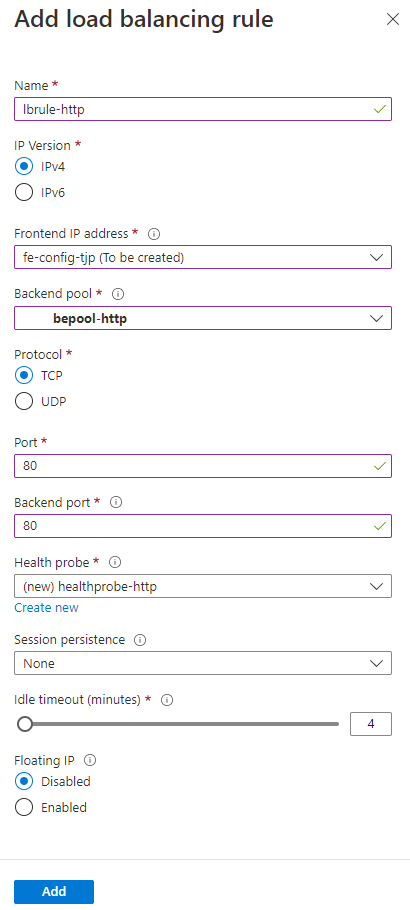 Add load balancing rule
Name *
lbrule-http
IP Version *
IPv4
IPv6
Frontend IP address *
fe-config-tjp (To be created)
Backend pool *
bepool-http
Protocol *
TCP
UDP
Port *
80
Backend port *
80
Health probe *
(new) healthprobe-http
Create new
Session persistence
None
Idle timeout (minutes) *
4
Floating IP
Disabled
Enabled
Add